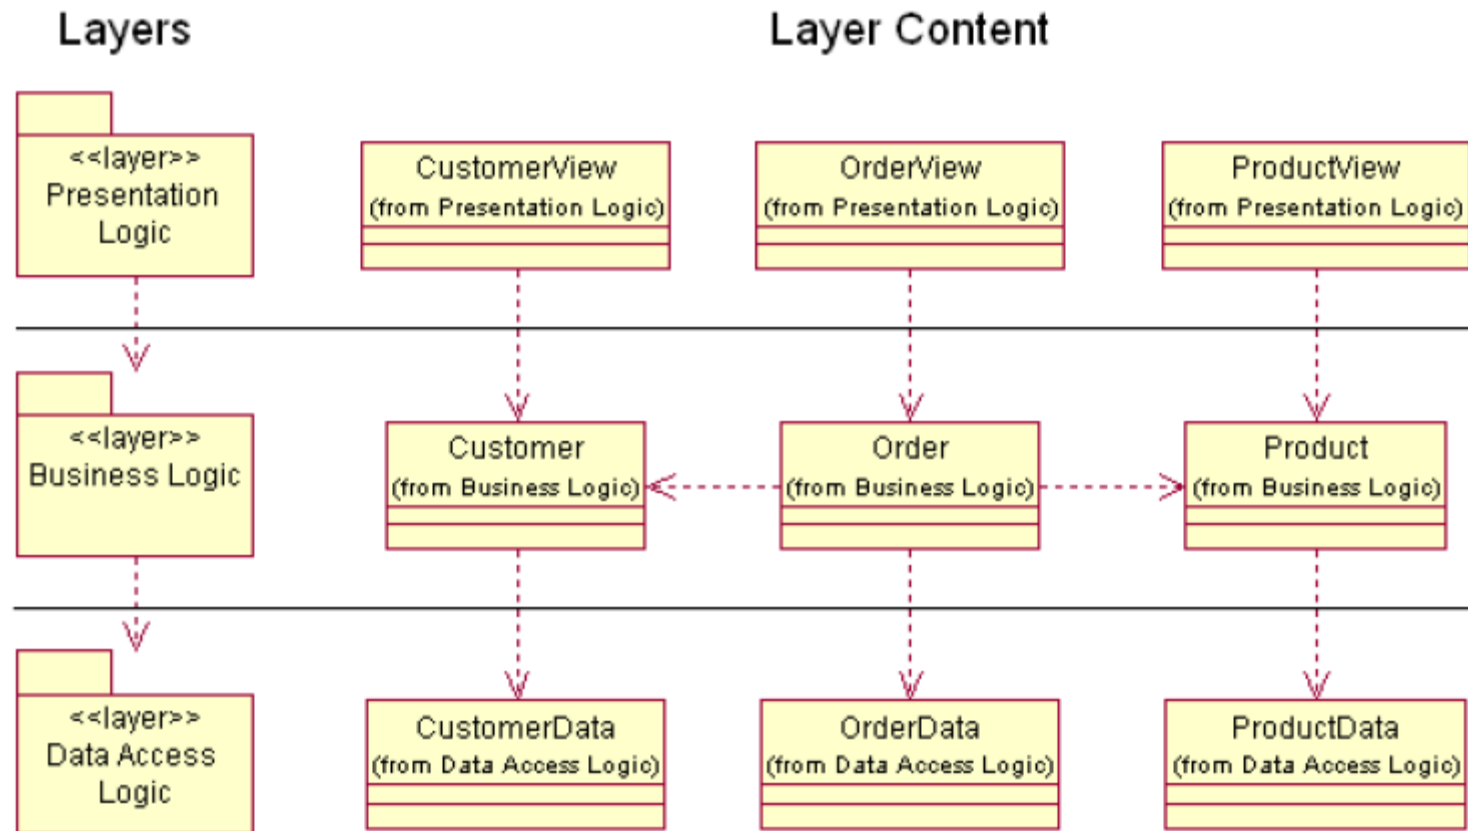 Layers
Layer Content
<<layer>>
Presentation
Logic
CustomerView
(from Presentation Logic)
OrderView
(from Presentation Logic)
ProductView
(from Presentation Logic)
<<layer>>
Business Logic
Customer
(from Business Logic)
Order
(from Business Logic)
Product
(from Business Logic)
<<layer>>
Data Access
Logic
CustomerData
(from Data Access Logic)
OrderData
(from Data Access Logic)
ProductData
(from Data Access Logic)